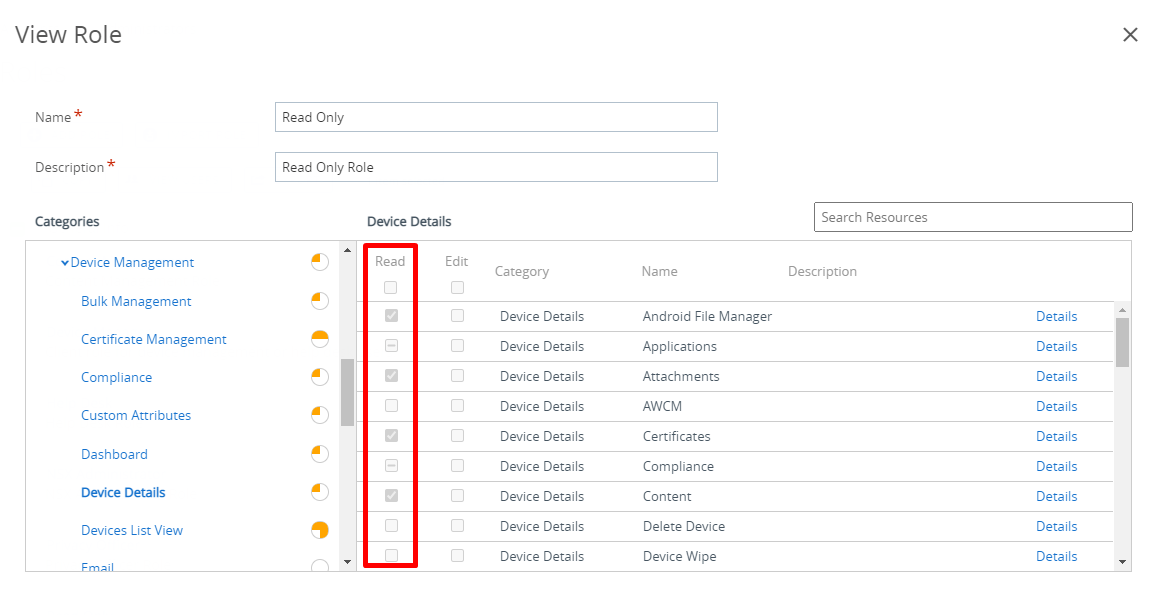 View Role
Name *
Read Only
Description *
Read Only Role
Categories
Device Details
Search Resources
Device Management
Bulk Management
Certificate Management
Compliance
Custom Attributes
Dashboard
Device Details
Devices List View
Email
Read Edit Category Name Description
Device Details Android File Manager Details
Device Details Applications Details
Device Details Attachments Details
Device Details AWCM Details
Device Details Certificates Details
Device Details Compliance Details
Device Details Content Details
Device Details Delete Device Details
Device Details Device Wipe Details